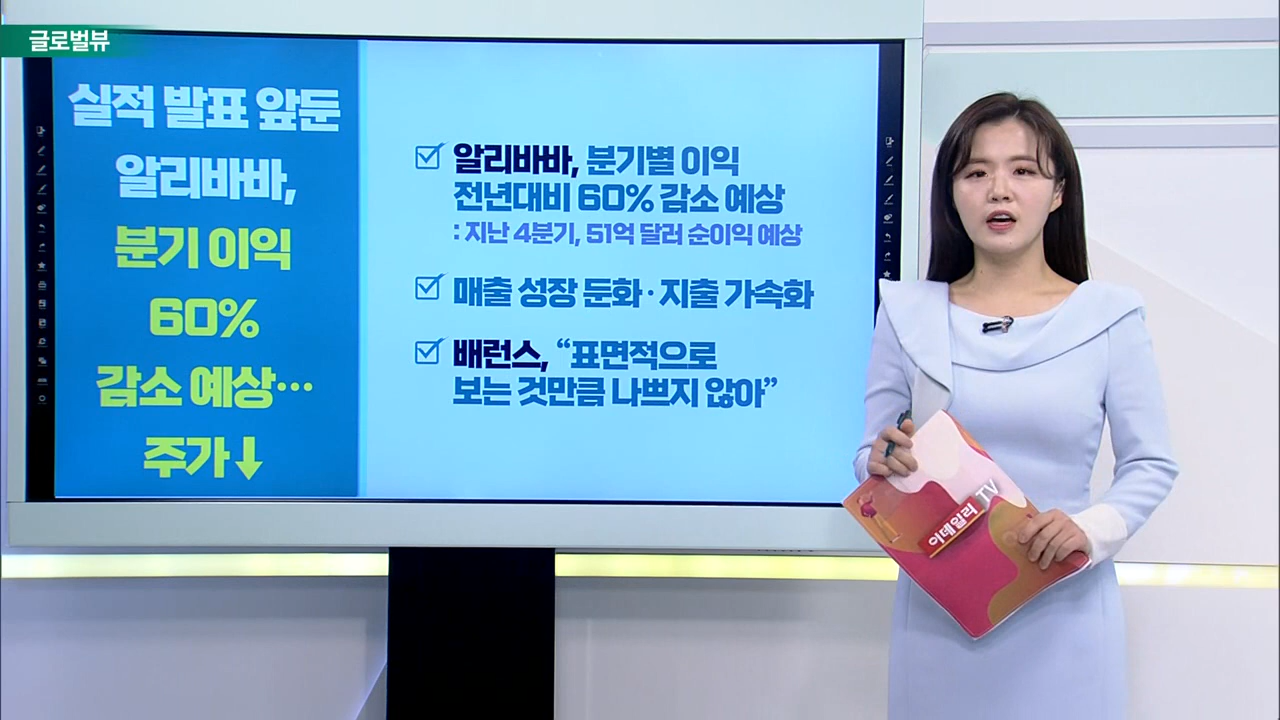 글로벌뷰
실적 발표 앞둔
알리바바,
분기 이익
60%
감소 예상…
주가↓
알리바바, 분기별 이익
전년대비 60% 감소 예상
: 지난 4분기, 51억 달러 순이익 예상
매출 성장 둔화·지출 가속화
배런스, “표면적으로
보는 것만큼 나쁘지 않아”
이데일리 TV